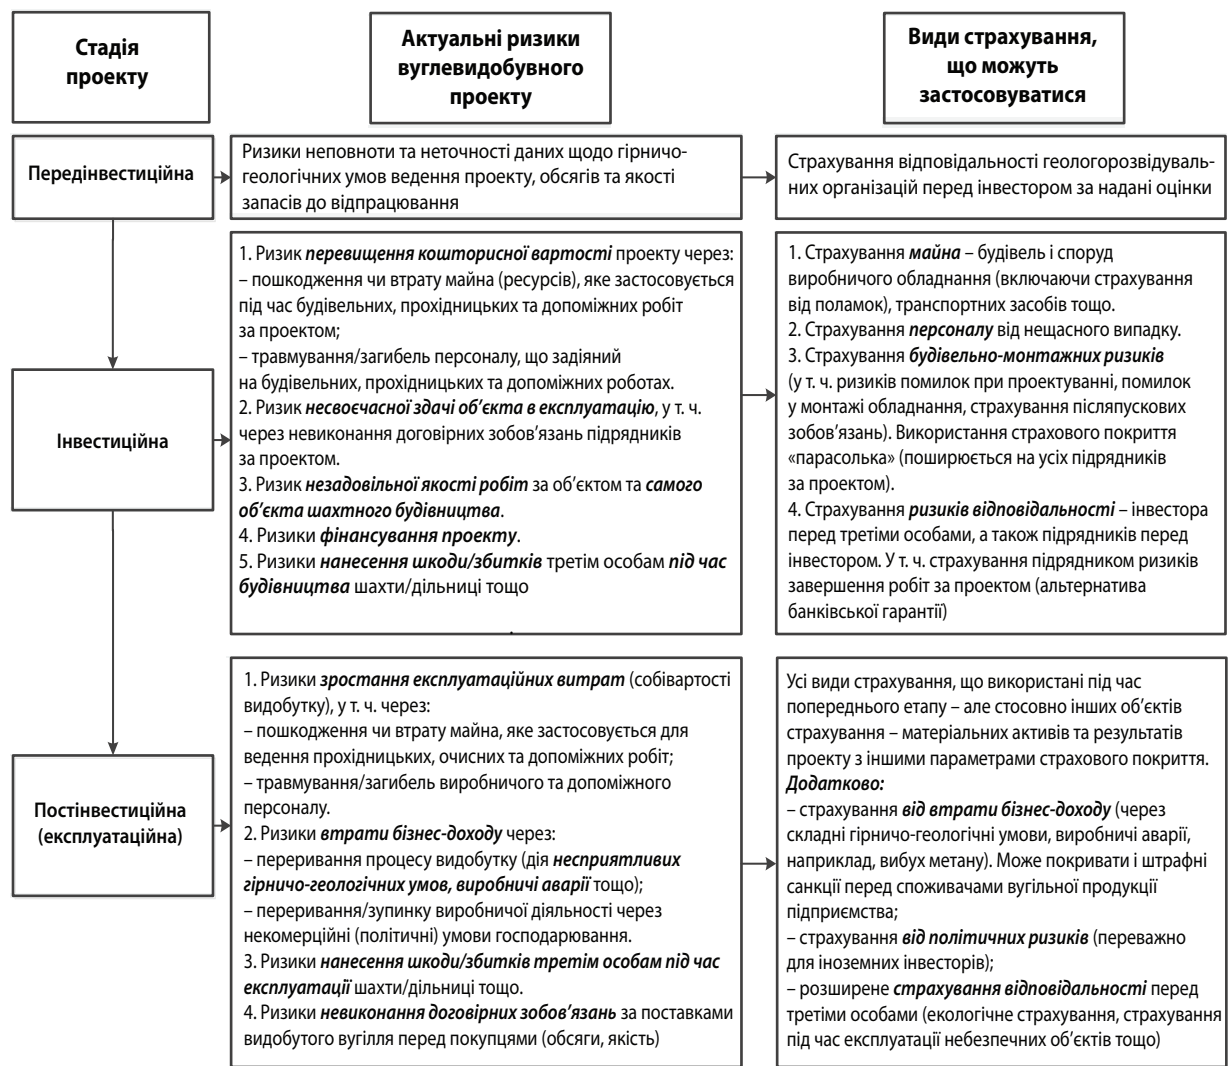 Стадія
проекту
Актуальні ризики
вуглевидобувного
проекту
Види страхування,
що можуть
застосовуватися
Передінвестиційна
Ризики неповноти та неточності даних щодо гірничо-
геологічних умов ведення проекту, обсягів та якості
запасів до відпрацювання
Страхування відповідальності геологорозвідуваль-
них організацій перед інвестором за надані оцінки
Інвестиційна
1. Ризик перевищення кошторисної вартості проекту через:
– пошкодження чи втрату майна (ресурсів), яке застосовується
під час будівельних, прохідницьких та допоміжних робіт
за проектом;
– травмування/загибель персоналу, що задіяний
на будівельних, прохідницьких та допоміжних роботах.
2. Ризик несвоєчасної здачі об’єкта в експлуатацію, у т. ч.
через невиконання договірних зобов’язань підрядників
за проектом.
3. Ризик незадовільної якості робіт за об’єктом та самого
об’єкта шахтного будівництва.
4. Ризики фінансування проекту.
5. Ризики нанесення шкоди/збитків третім особам під час
будівництва шахти/дільниці тощо
1. Страхування майна – будівель і споруд
виробничого обладнання (включаючи страхування
від поламок), транспортних засобів тощо.
2. Страхування персоналу від нещасного випадку.
3. Страхування будівельно-монтажних ризиків
(у т. ч. ризиків помилок при проектуванні, помилок
у монтажі обладнання, страхування післяпускових
зобов’язань). Використання страхового покриття
«парасолька» (поширюється на усіх підрядників
за проектом).
4. Страхування ризиків відповідальності – інвестора
перед третіми особами, а також підрядників перед
інвестором. У т. ч. страхування підрядником ризиків
завершення робіт за проектом (альтернатива
банківської гарантії)
Постінвестиційна
(експлуатаційна)
1. Ризики зростання експлуатаційних витрат (собівартості
видобутку), у т. ч. через:
– пошкодження чи втрату майна, яке застосовується для
ведення прохідницьких, очисних та допоміжних робіт;
– травмування/загибель виробничого та допоміжного
персоналу.
2. Ризики втрати бізнес-доходу через:
– переривання процесу видобутку (дія несприятливих
гірничо-геологічних умов, виробничі аварії тощо);
– переривання/зупинку виробничої діяльності через
некомерційні (політичні) умови господарювання.
3. Ризики нанесення шкоди/збитків третім особам під час
експлуатації шахти/дільниці тощо.
4. Ризики невиконання договірних зобов’язань за поставками
видобутого вугілля перед покупцями (обсяги, якість)
Усі види страхування, що використані під час
попереднього етапу – але стосовно інших об’єктів
страхування – матеріальних активів та результатів
проекту з іншими параметрами страхового покриття.
Додатково:
– страхування від втрати бізнес-доходу (через
складні гірничо-геологічні умови, виробничі аварії,
наприклад, вибух метану). Може покривати і штрафні
санкції перед споживачами вугільної продукції
підприємства;
– страхування від політичних ризиків (переважно
для іноземних інвесторів);
– розширене страхування відповідальності перед
третіми особами (екологічне страхування, страхування
під час експлуатації небезпечних об’єктів тощо)